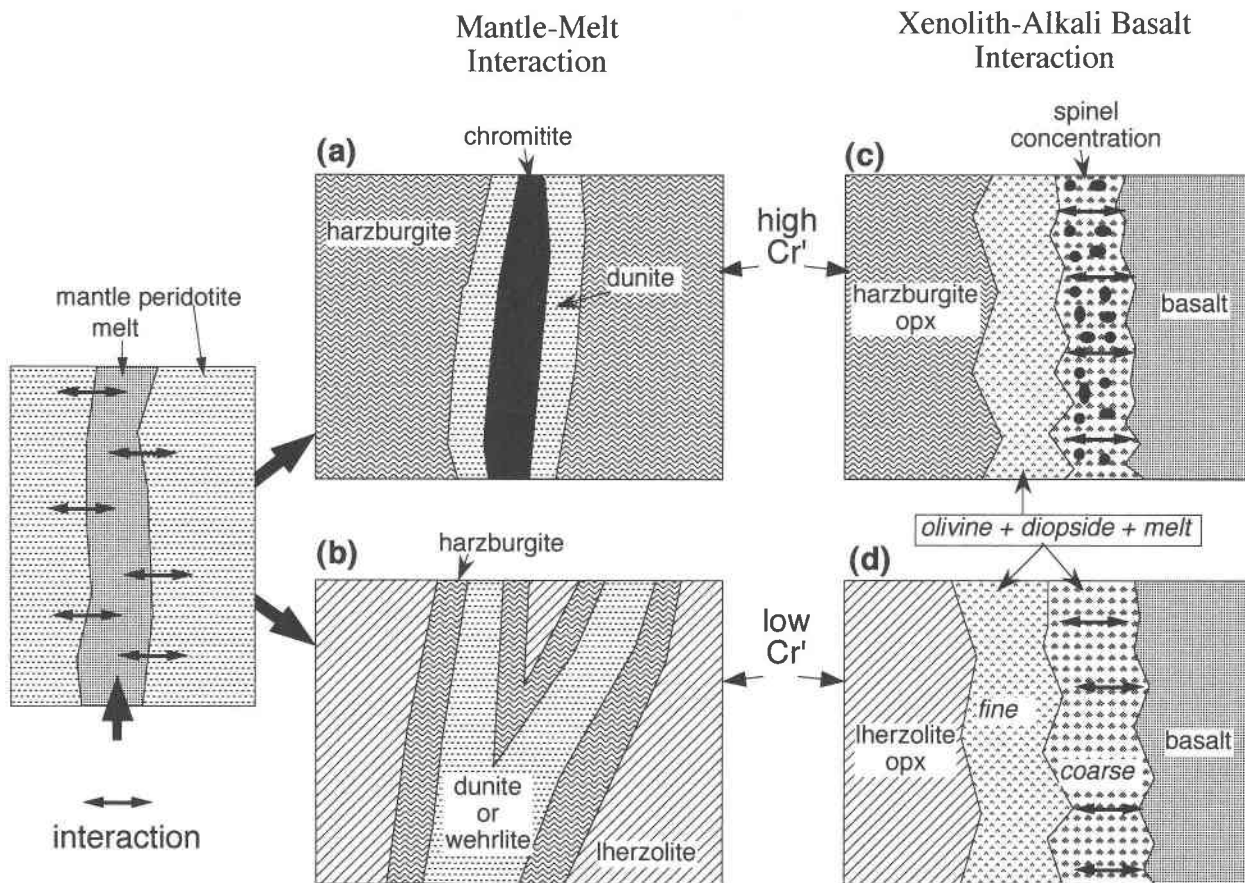 Mantle-Melt
Interaction
Xenolith-Alkali Basalt
Interaction
mantle peridotite
melt
interaction
(a)
chromitite
harzburgite
dunite
high
Cr'
(c)
spinel
concentration
harzburgite
opx
basalt
olivine + diopside + melt
(b)
harzburgite
dunite
or
wehrlite
lherzolite
low
Cr'
(d)
lherzolite
opx
fine
coarse
basalt